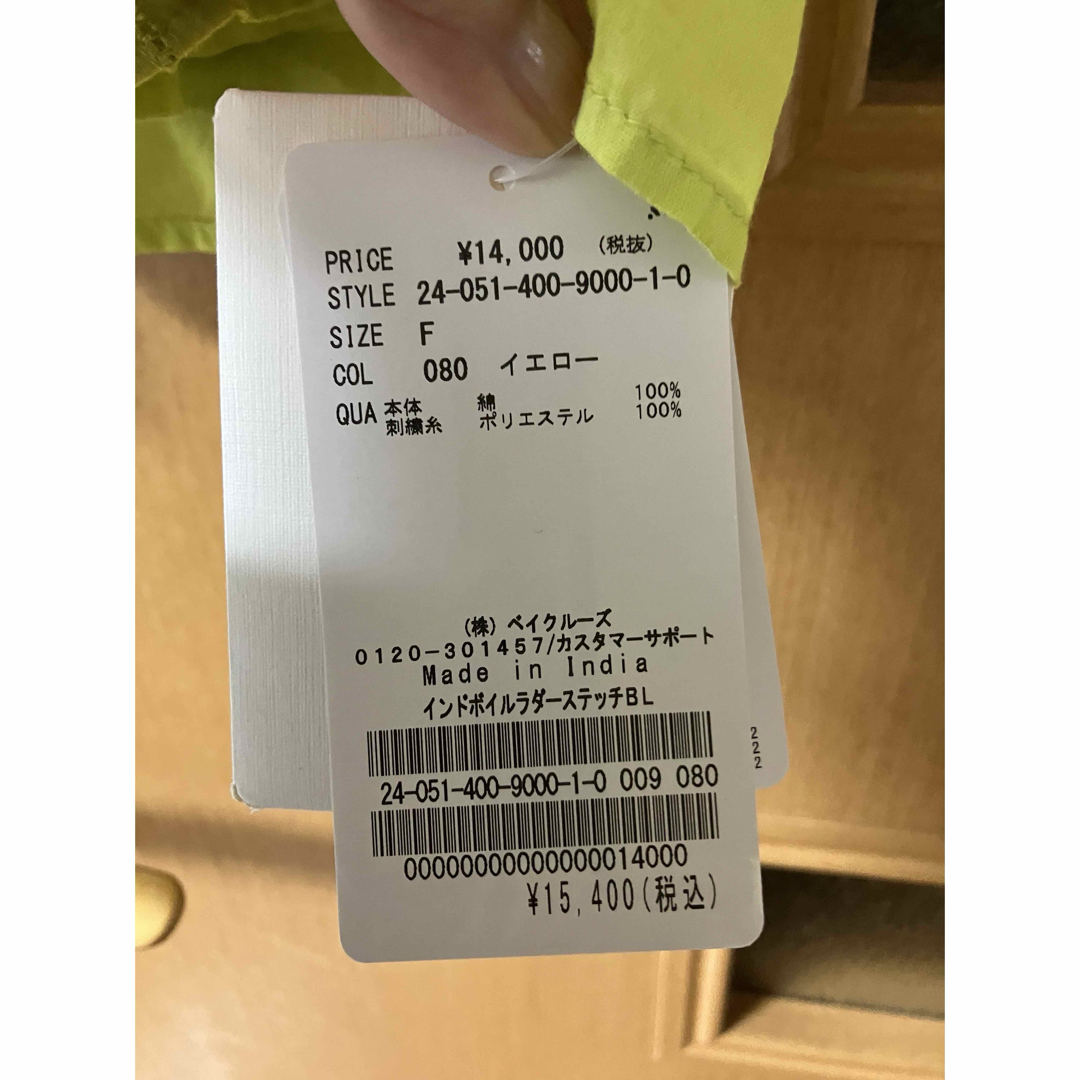 PRICE ¥14,000 (税抜)
STYLE 24-051-400-9000-1-0
SIZE F
COL 080 イエロー
QUA 本体 綿 100%
刺繍糸 ポリエステル 100%
(株) ベイクルーズ
0120-301457/カスタマーサポート
Made in India
インドボイルラダーステッチBL
24-051-400-9000-1-0 009 080
00000000000000014000
¥15,400(税込)
2
2
2